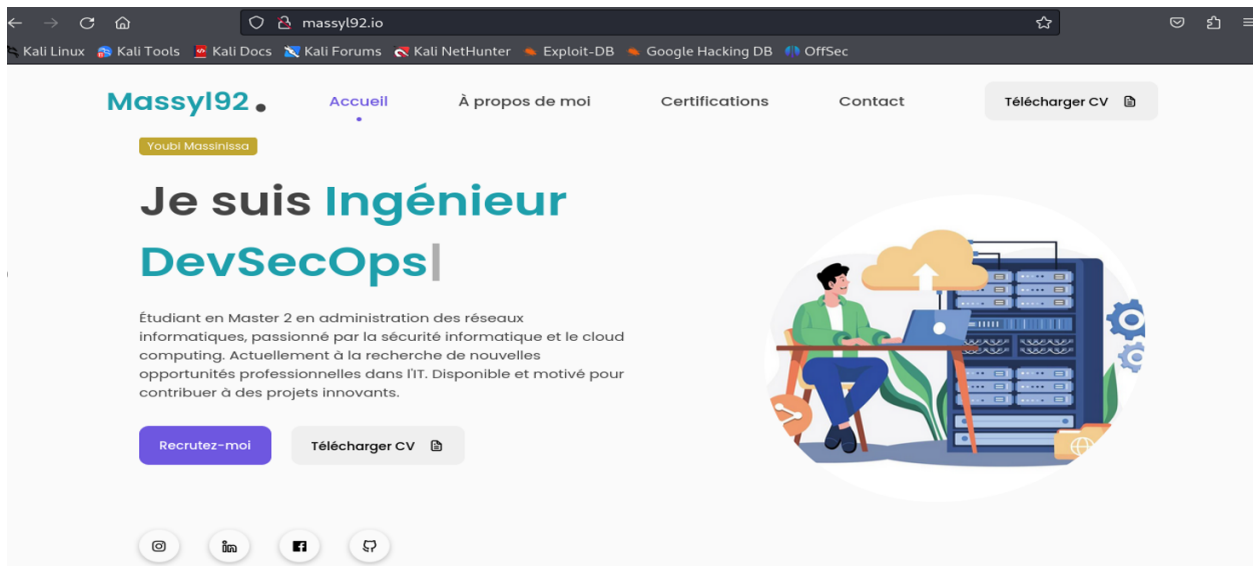 massyl92.io
Kali Linux Kali Tools Kali Docs Kali Forums Kali NetHunter Exploit-DB Google Hacking DB OffSec
Massyl92. Accueil À propos de moi Certifications Contact Télécharger CV
Youbi Massinissa
Je suis Ingénieur
DevSecOps|
Étudiant en Master 2 en administration des réseaux
informatiques, passionné par la sécurité informatique et le cloud
computing. Actuellement à la recherche de nouvelles
opportunités professionnelles dans l'IT. Disponible et motivé pour
contribuer à des projets innovants.
Recrutez-moi Télécharger CV